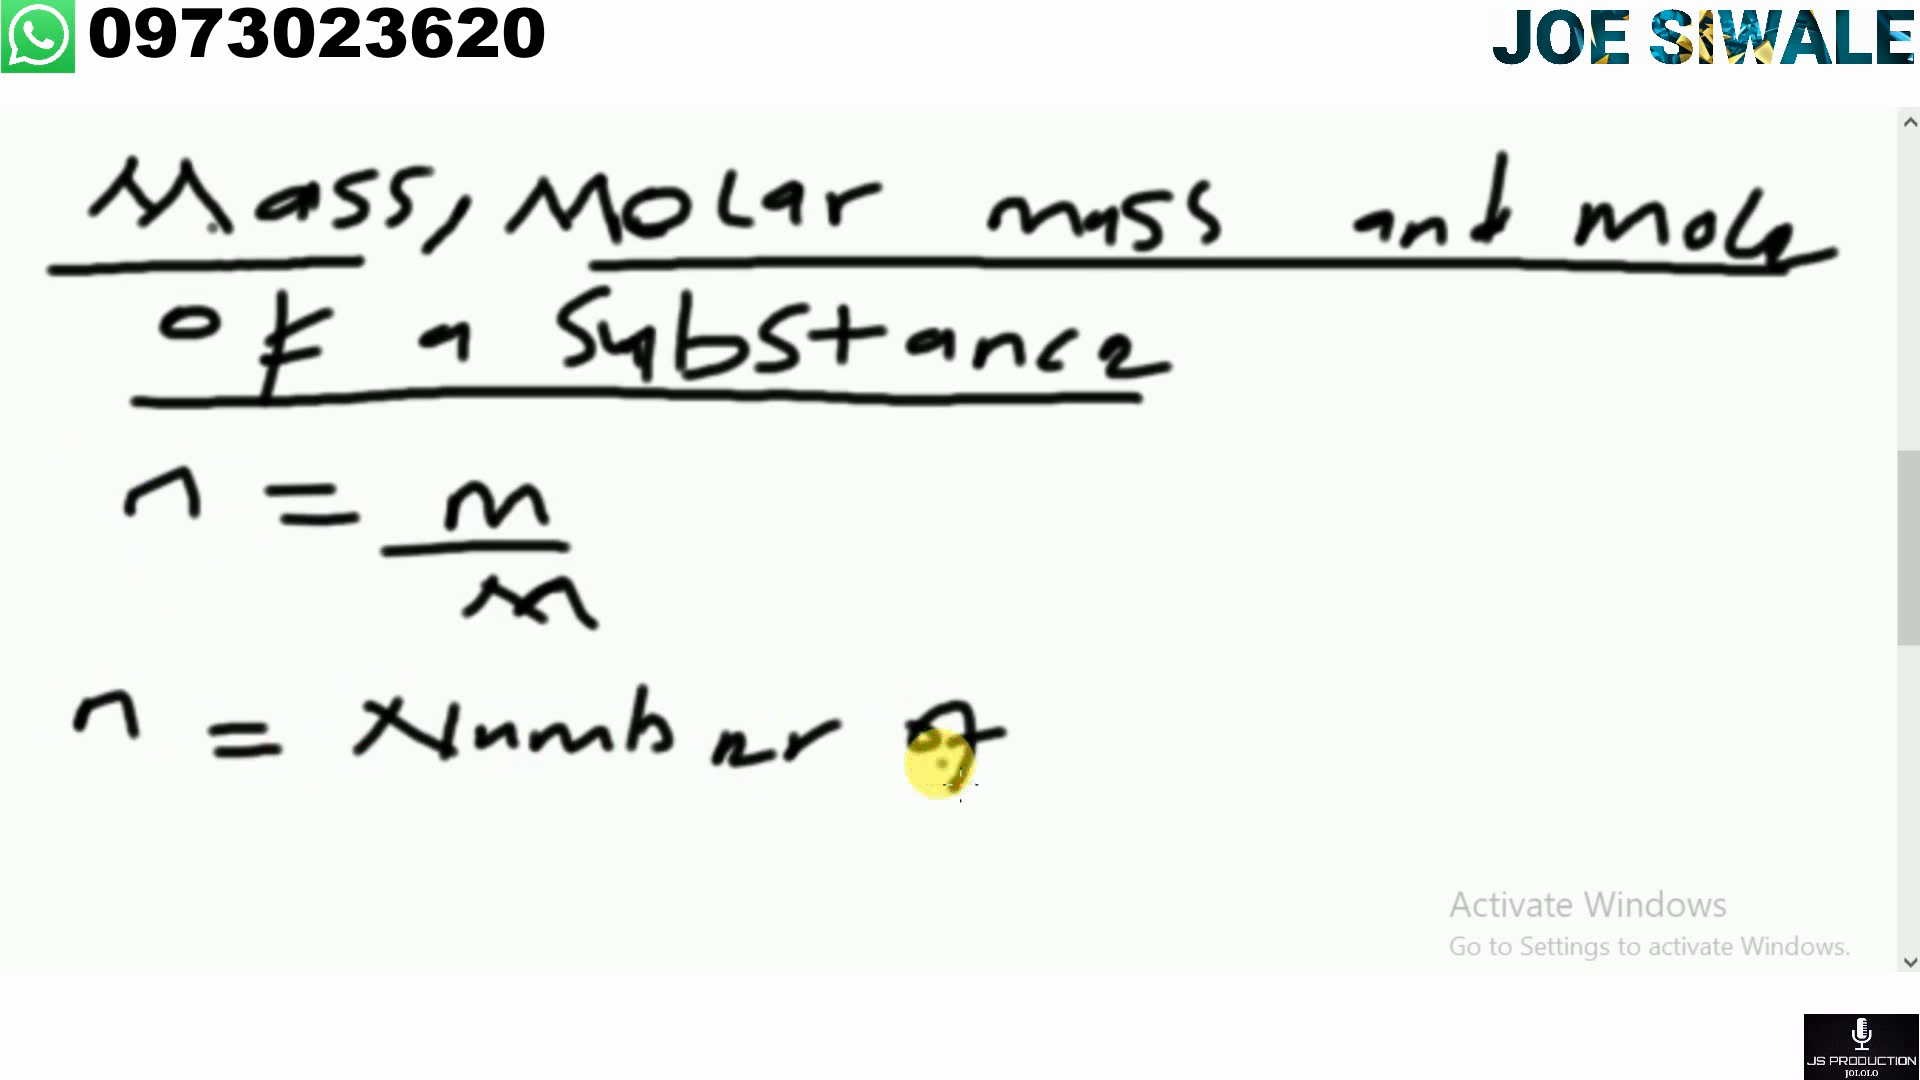 0973023620
JOE SIWALE
Mass, Molar mass and mole
of a Substance
n = m
M
n = Number of
Activate Windows
Go to Settings to activate Windows.
JS PRODUCTION
JOLOLO